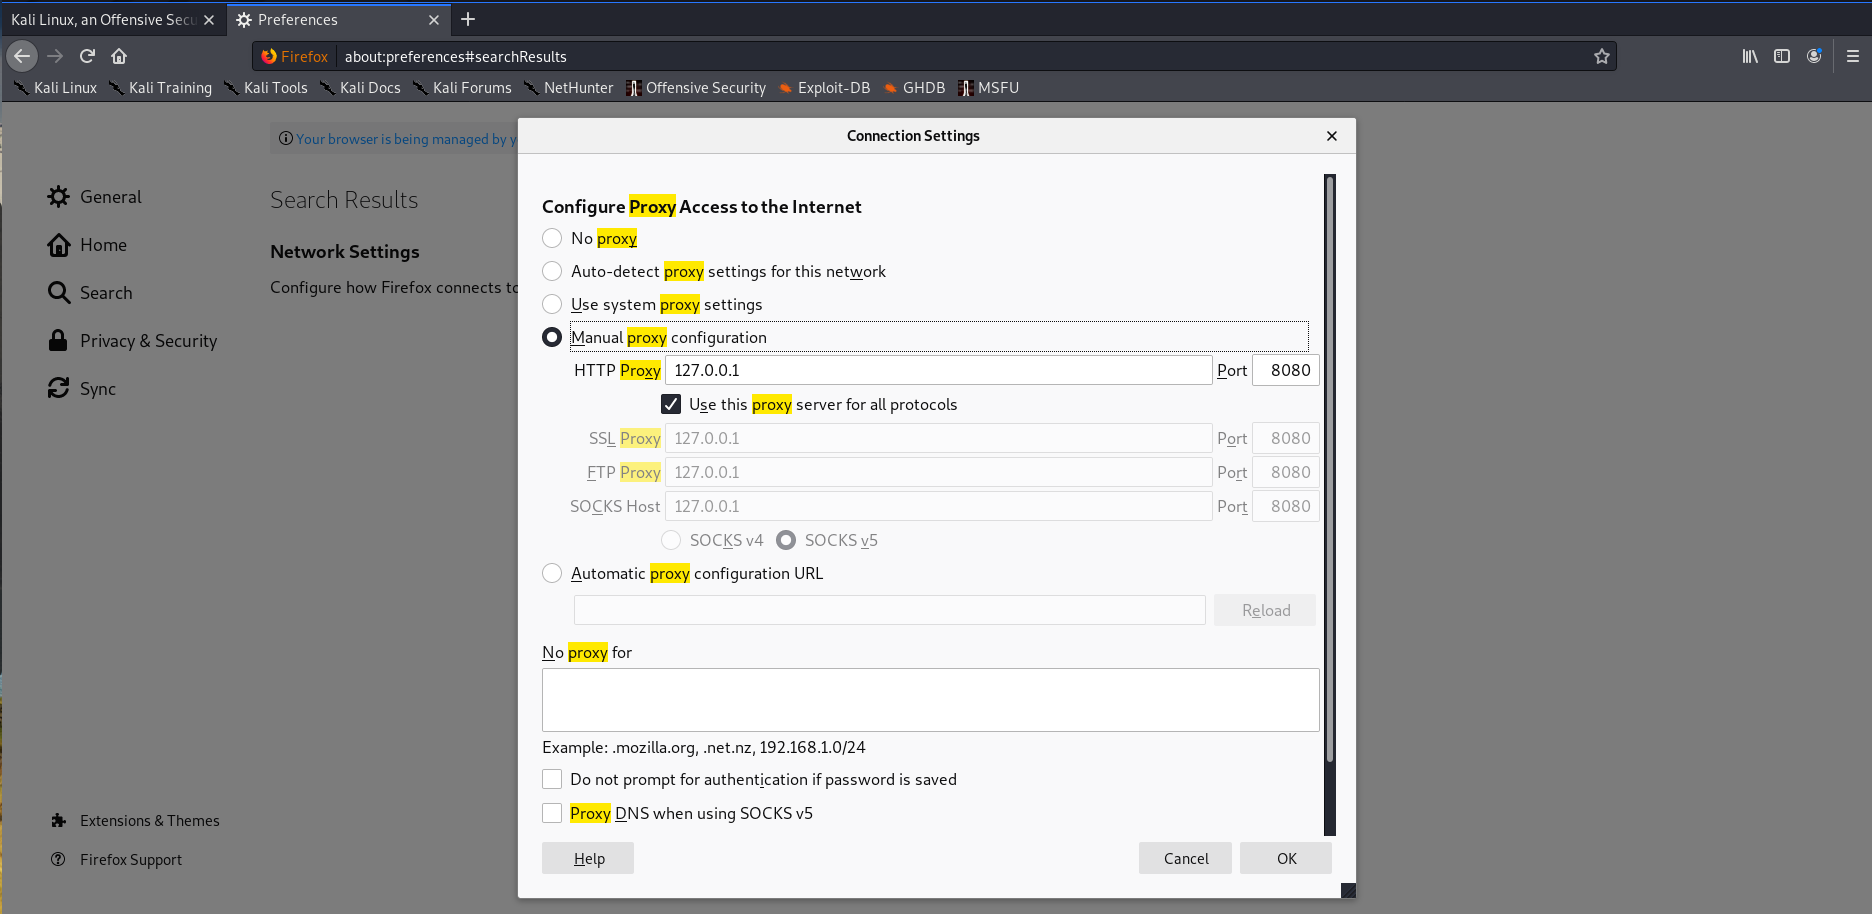 Kali Linux, an Offensive Secu
Preferences
Firefox
about:preferences#searchResults
Kali Linux
Kali Training
Kali Tools
Kali Docs
Kali Forums
NetHunter
Offensive Security
Exploit-DB
GHDB
MSFU
Your browser is being managed by y
General
Home
Search
Privacy & Security
Sync
Extensions & Themes
Firefox Support
Search Results
Network Settings
Configure how Firefox connects to
Connection Settings
Configure Proxy Access to the Internet
No proxy
Auto-detect proxy settings for this network
Use system proxy settings
Manual proxy configuration
HTTP Proxy 127.0.0.1 Port 8080
Use this proxy server for all protocols
SSL Proxy 127.0.0.1 Port 8080
FTP Proxy 127.0.0.1 Port 8080
SOCKS Host 127.0.0.1 Port 8080
SOCKS v4 SOCKS v5
Automatic proxy configuration URL
Reload
No proxy for
Example: .mozilla.org, .net.nz, 192.168.1.0/24
Do not prompt for authentication if password is saved
Proxy DNS when using SOCKS v5
Help Cancel OK